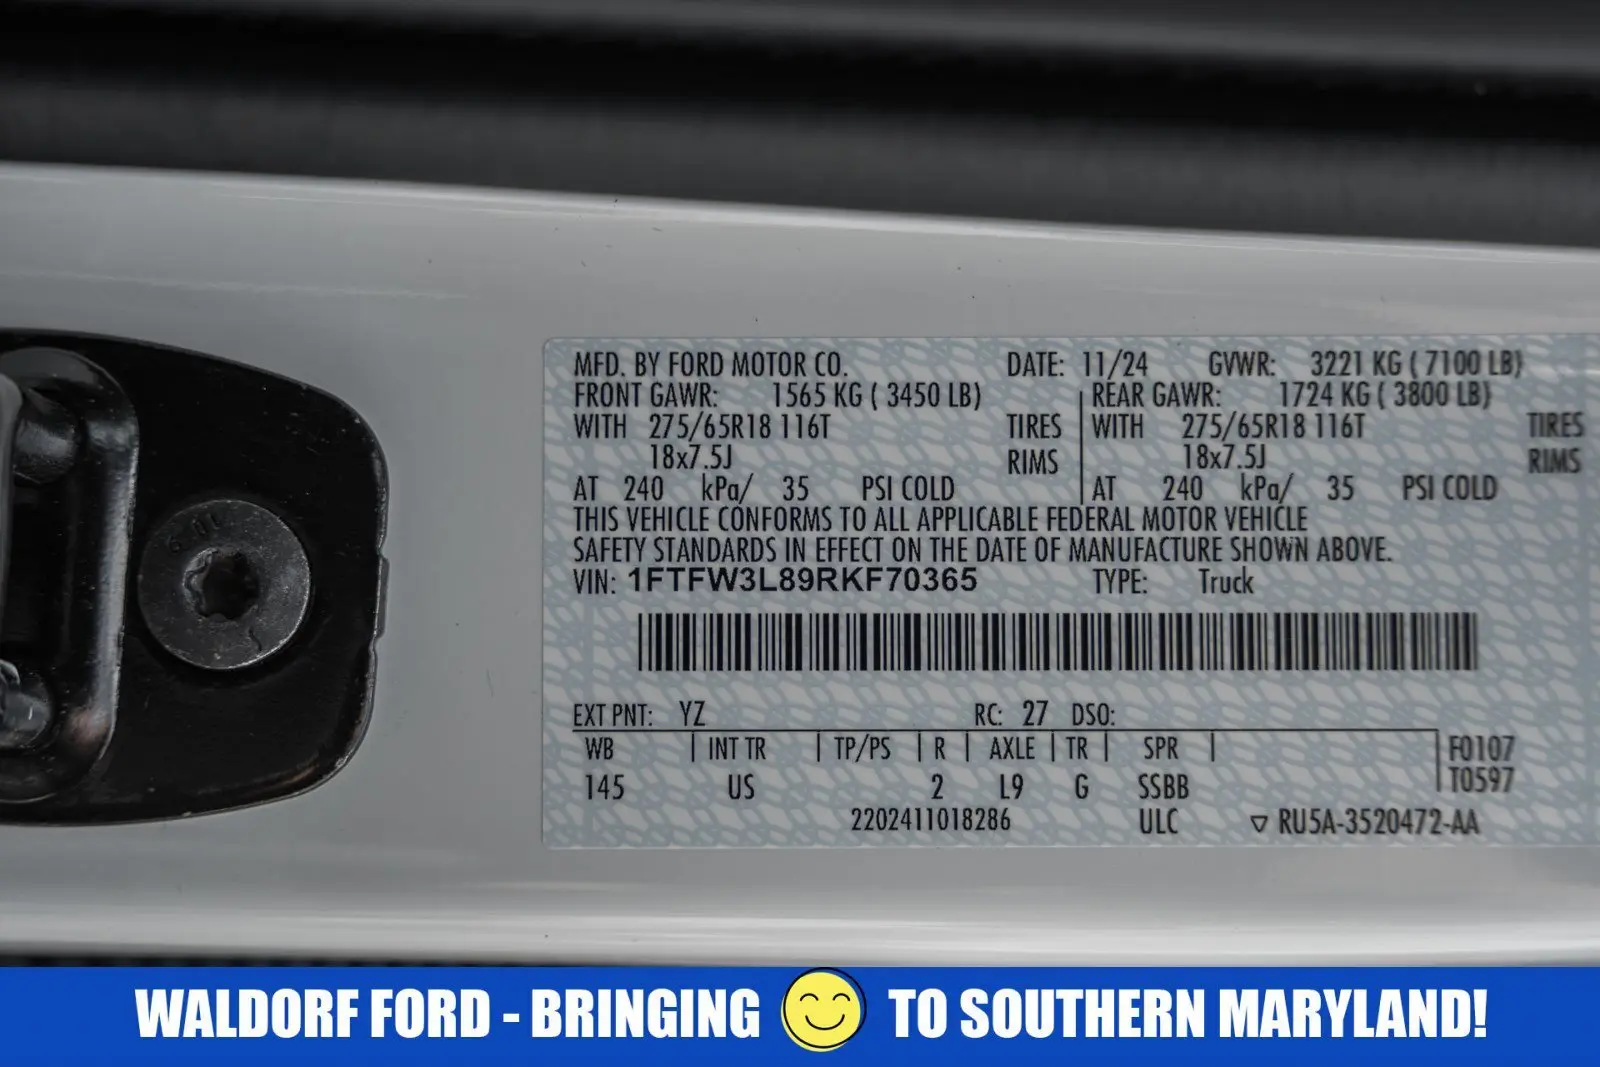 MFD. BY FORD MOTOR CO. DATE: 11/24 GVWR: 3221 KG ( 7100 LB)
FRONT GAWR: 1565 KG ( 3450 LB) REAR GAWR: 1724 KG ( 3800 LB)
WITH 275/65R18 116T TIRES WITH 275/65R18 116T TIRES
18x7.5J RIMS 18x7.5J RIMS
AT 240 kPa/ 35 PSI COLD AT 240 kPa/ 35 PSI COLD
THIS VEHICLE CONFORMS TO ALL APPLICABLE FEDERAL MOTOR VEHICLE
SAFETY STANDARDS IN EFFECT ON THE DATE OF MANUFACTURE SHOWN ABOVE.
VIN: 1FTFW3L89RKF70365 TYPE: Truck
EXT PNT: YZ RC: 27 DSO:
WB | INT TR | TP/PS | R | AXLE | TR | SPR | F0107
145 US 2 L9 G SSBB T0597
2202411018286 ULC ▽ RU5A-3520472-AA
WALDORF FORD - BRINGING 😊 TO SOUTHERN MARYLAND!